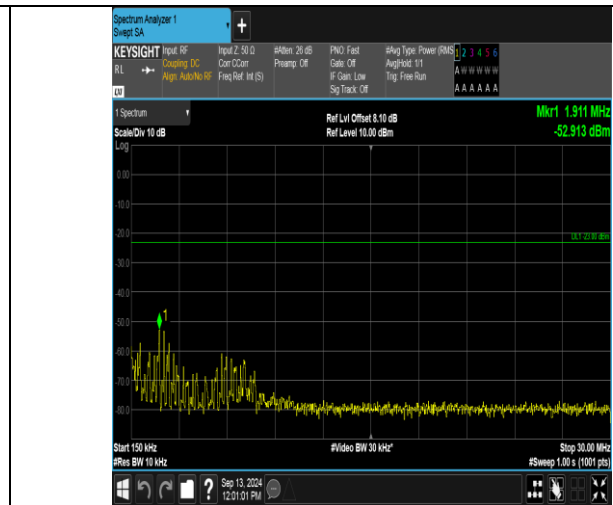 Spectrum Analyzer 1
Swept SA
+
KEYSIGHT Input: RF Input Z: 50 Ω #Atten: 26 dB PNO: Fast #Avg Type: Power (RMS 1 2 3 4 5 6
RL Coupling: DC Corr CCorr Preamp: Off Gate: Off Avg|Hold: 1/1 A W W W W W
Align: Auto/No RF Freq Ref: Int (S) IF Gain: Low Trig: Free Run
LXI Sig Track: Off A A A A A A
1 Spectrum Ref Lvl Offset 8.10 dB Mkr1 1.911 MHz
Scale/Div 10 dB Ref Level 10.00 dBm -52.913 dBm
Log
0.00
-10.0
-20.0
DL1 -23.00 dBm
-30.0
-40.0
-50.0
1
-60.0
-70.0
-80.0
Start 150 kHz #Video BW 30 kHz* Stop 30.00 MHz
#Res BW 10 kHz #Sweep 1.00 s (1001 pts)
? Sep 13, 2024
12:01:01 PM